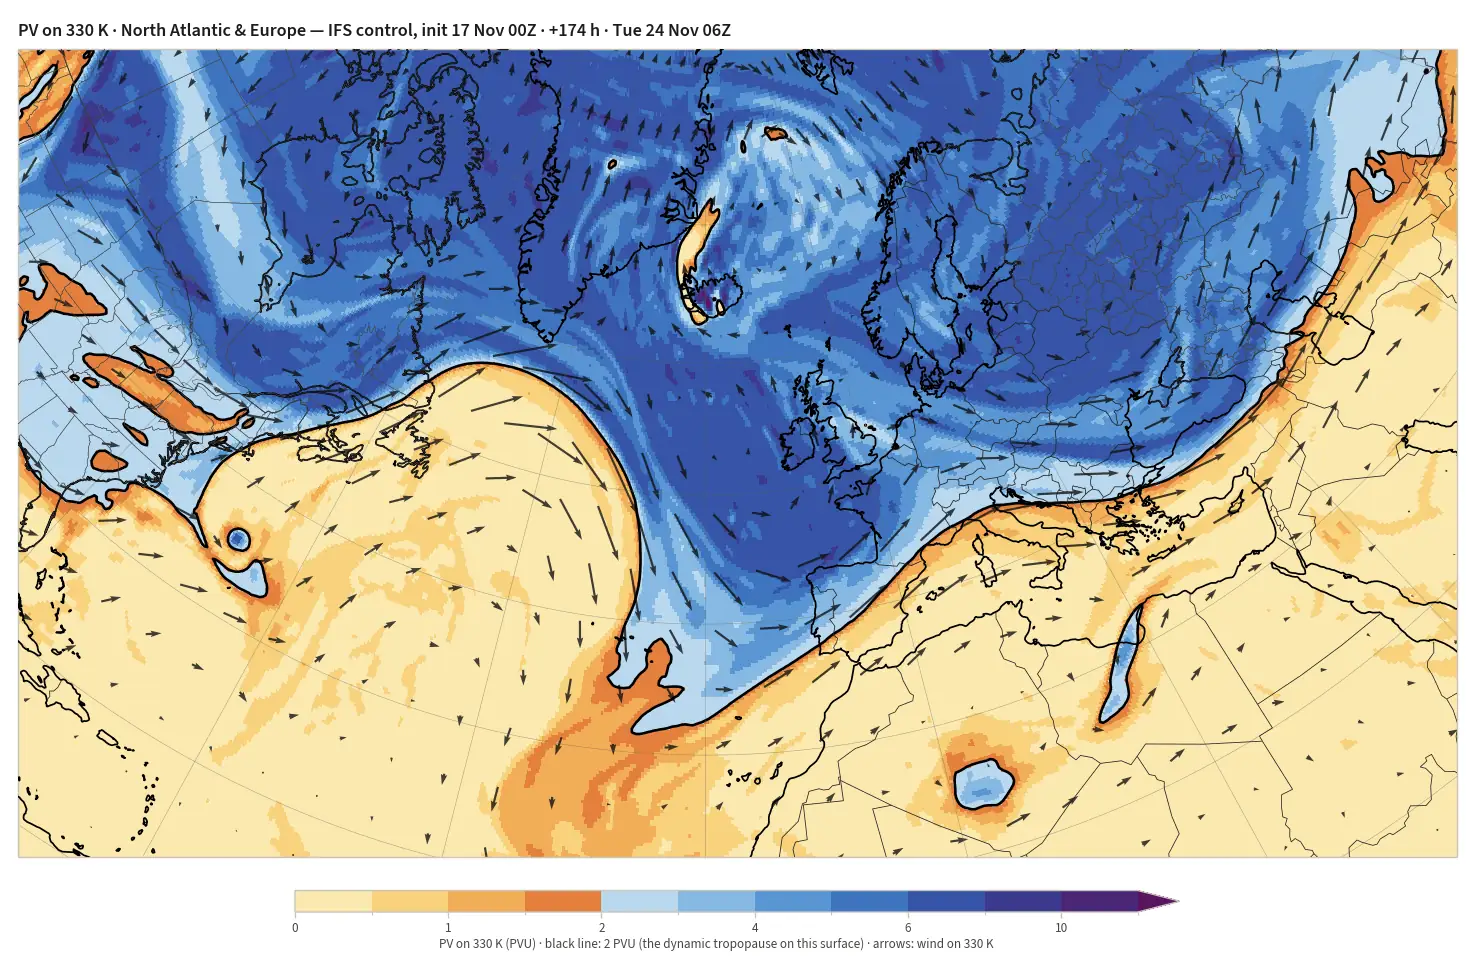 PV on 330 K · North Atlantic & Europe — IFS control, init 17 Nov 00Z · +174 h · Tue 24 Nov 06Z
0 1 2 4 6 10
PV on 330 K (PVU) · black line: 2 PVU (the dynamic tropopause on this surface) · arrows: wind on 330 K